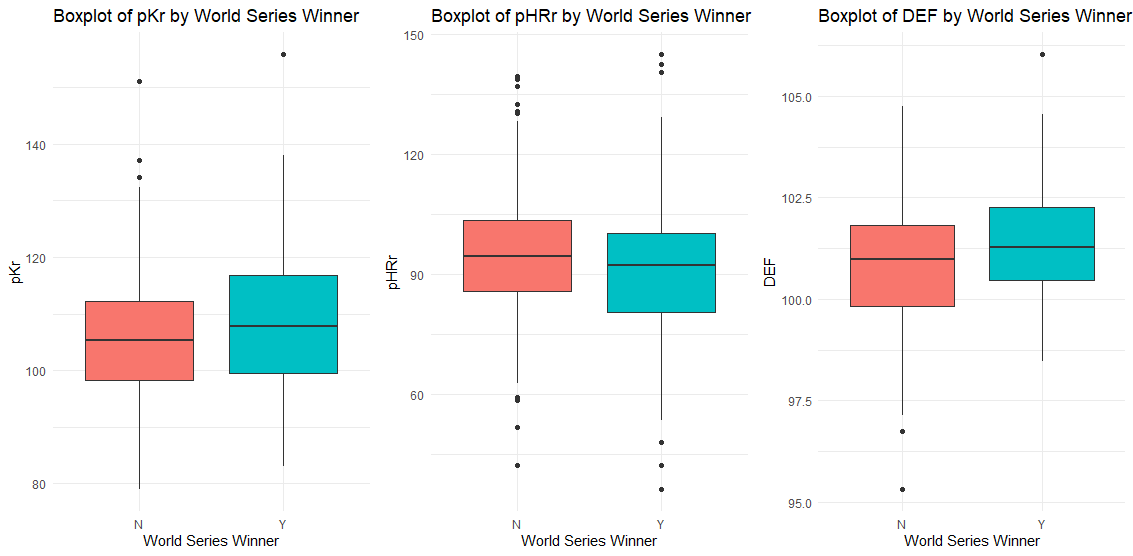 Boxplot of pKr by World Series Winner
pKr
140
120
100
80
N Y
World Series Winner
Boxplot of pHRr by World Series Winner
pHRr
150
120
90
60
N Y
World Series Winner
Boxplot of DEF by World Series Winner
DEF
105.0
102.5
100.0
97.5
95.0
N Y
World Series Winner